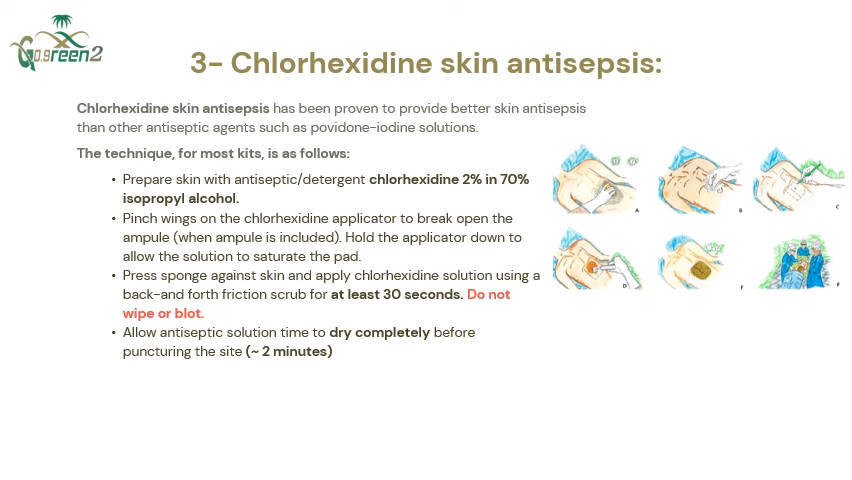 Go.green2
3- Chlorhexidine skin antisepsis:
Chlorhexidine skin antisepsis has been proven to provide better skin antisepsis
than other antiseptic agents such as povidone-iodine solutions.
The technique, for most kits, is as follows:
• Prepare skin with antiseptic/detergent chlorhexidine 2% in 70%
isopropyl alcohol.
• Pinch wings on the chlorhexidine applicator to break open the
ampule (when ampule is included). Hold the applicator down to
allow the solution to saturate the pad.
• Press sponge against skin and apply chlorhexidine solution using a
back-and forth friction scrub for at least 30 seconds. Do not
wipe or blot.
• Allow antiseptic solution time to dry completely before
puncturing the site (~ 2 minutes)
A
B
C
D